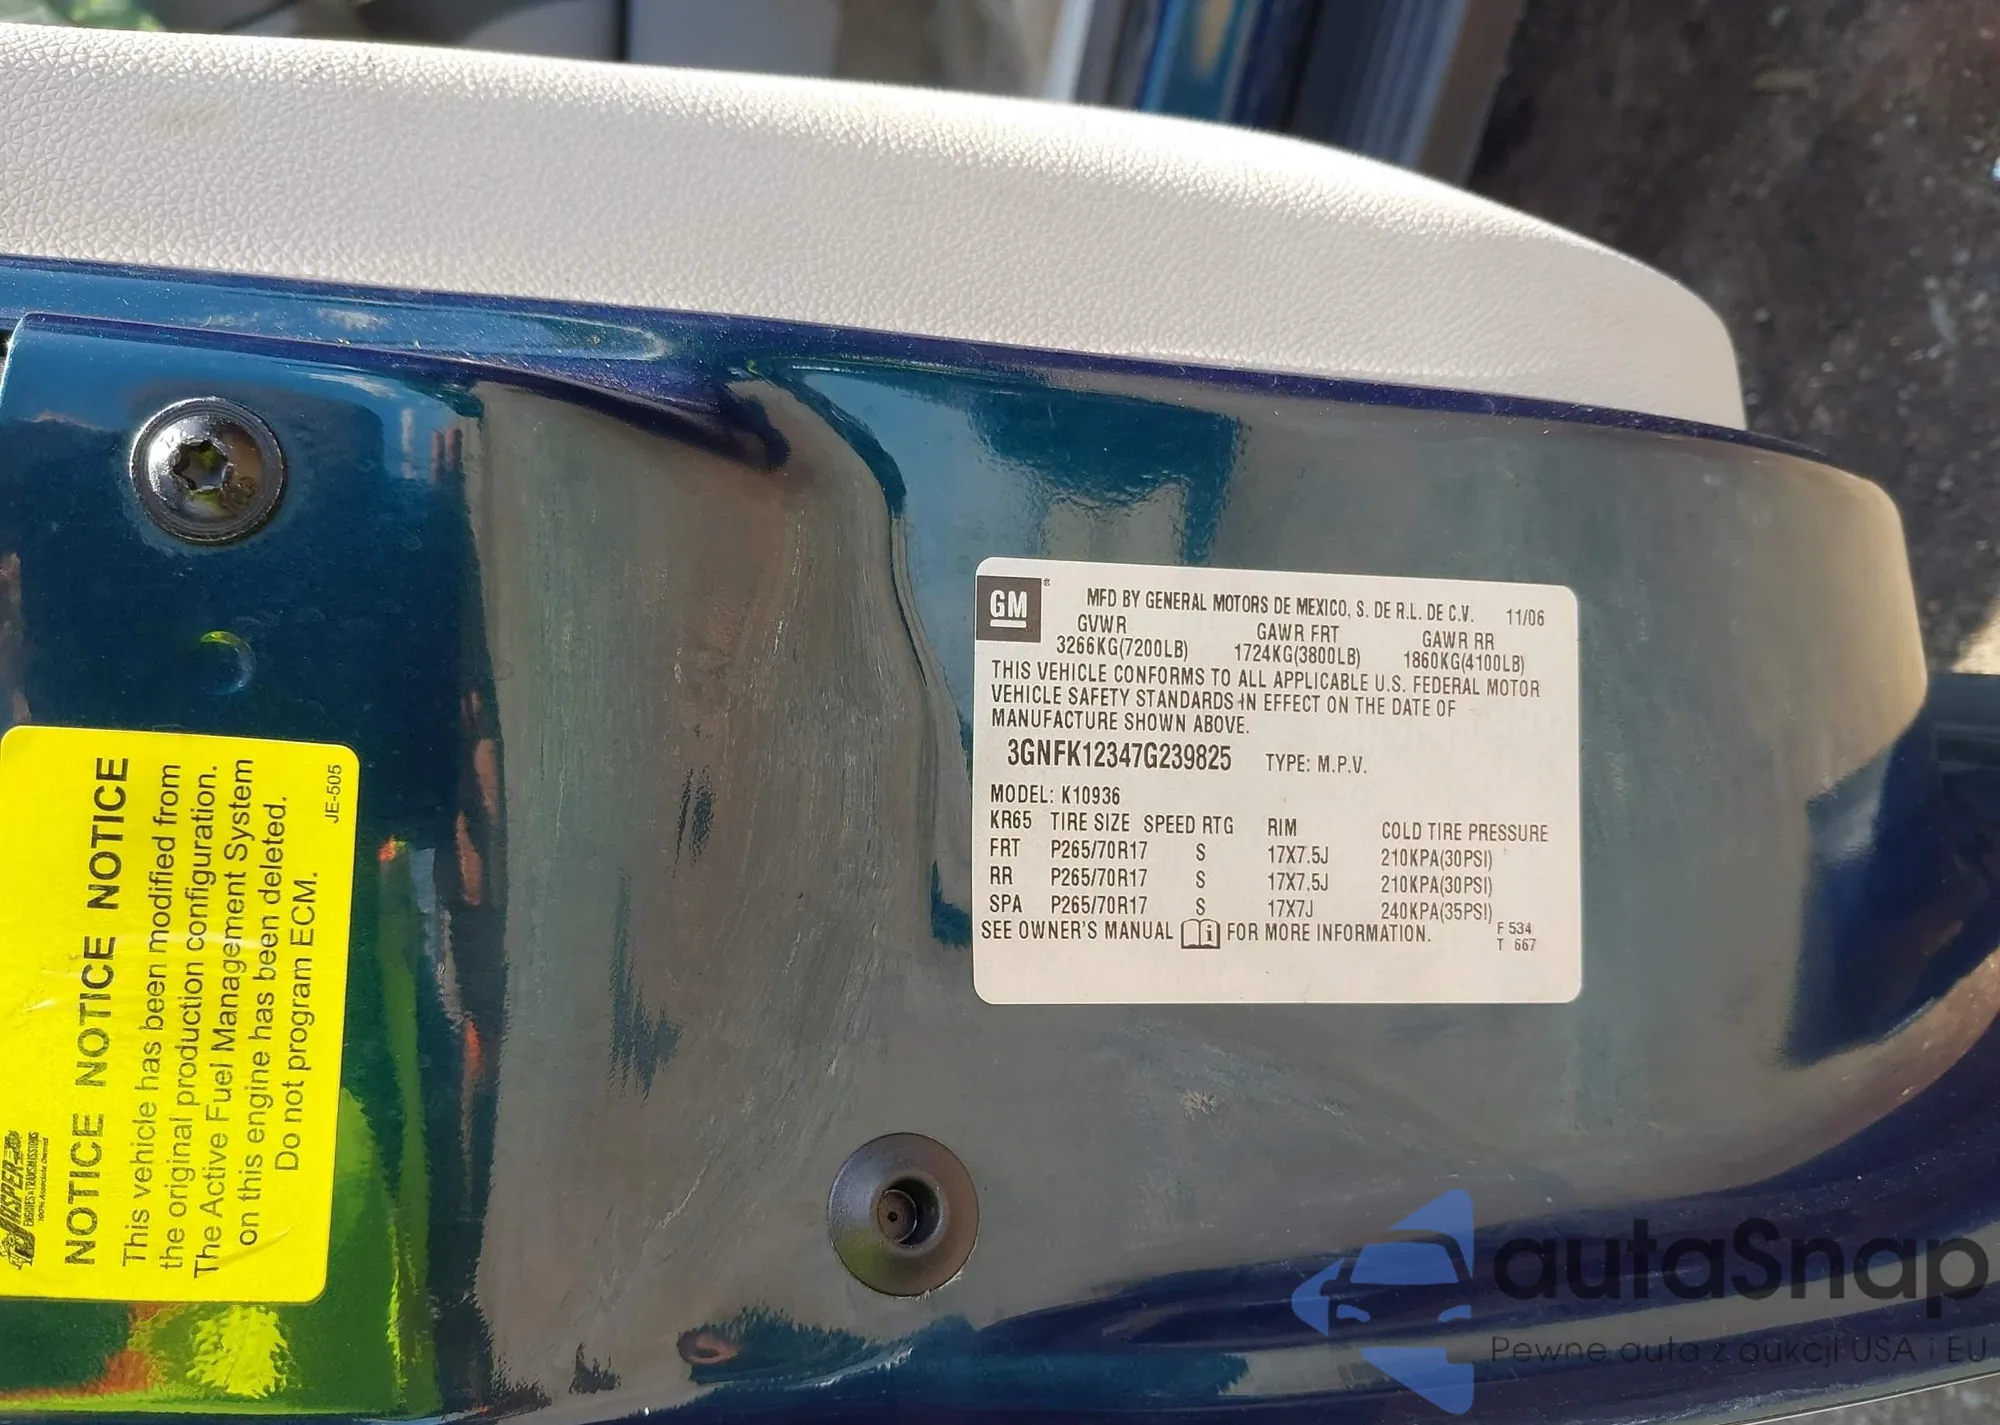 GM
MFD BY GENERAL MOTORS DE MEXICO, S. DE R.L. DE C.V. 11/06
GVWR GAWR FRT GAWR RR
3266KG(7200LB) 1724KG(3800LB) 1860KG(4100LB)
THIS VEHICLE CONFORMS TO ALL APPLICABLE U.S. FEDERAL MOTOR
VEHICLE SAFETY STANDARDS IN EFFECT ON THE DATE OF
MANUFACTURE SHOWN ABOVE.
3GNFK12347G239825 TYPE: M.P.V.
MODEL: K10936
KR65 TIRE SIZE SPEED RTG RIM COLD TIRE PRESSURE
FRT P265/70R17 S 17X7.5J 210KPA(30PSI)
RR P265/70R17 S 17X7.5J 210KPA(30PSI)
SPA P265/70R17 S 17X7J 240KPA(35PSI)
SEE OWNER'S MANUAL i FOR MORE INFORMATION.
F 534
T 667
NOTICE NOTICE NOTICE
This vehicle has been modified from
the original production configuration.
The Active Fuel Management System
on this engine has been deleted.
Do not program ECM.
JE-505
ENGINES & TRANSMISSIONS
100% Associate Owned
autaSnap
Pewne auta z aukcji USA i EU